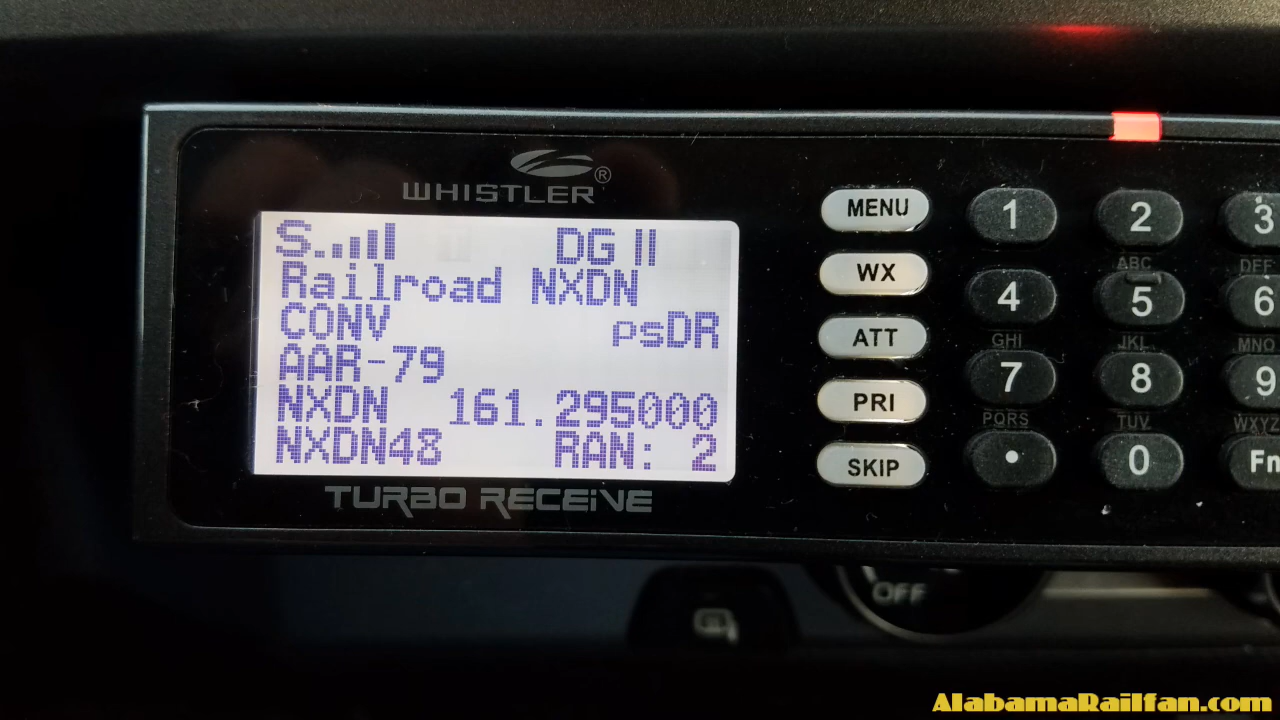 WHISTLER®
S DG II
Railroad NXDN
CONV psDR
AAR-79
NXDN 161.295000
NXDN48 RAN: 2
TURBO RECEIVE
MENU 1 2 3
ABC DEF
WX
4 5 6
GHI JKL MNO
ATT
7 8 9
PRI
PQRS TUV WXYZ
SKIP • 0 Fn
OFF
AlabamaRailfan.com